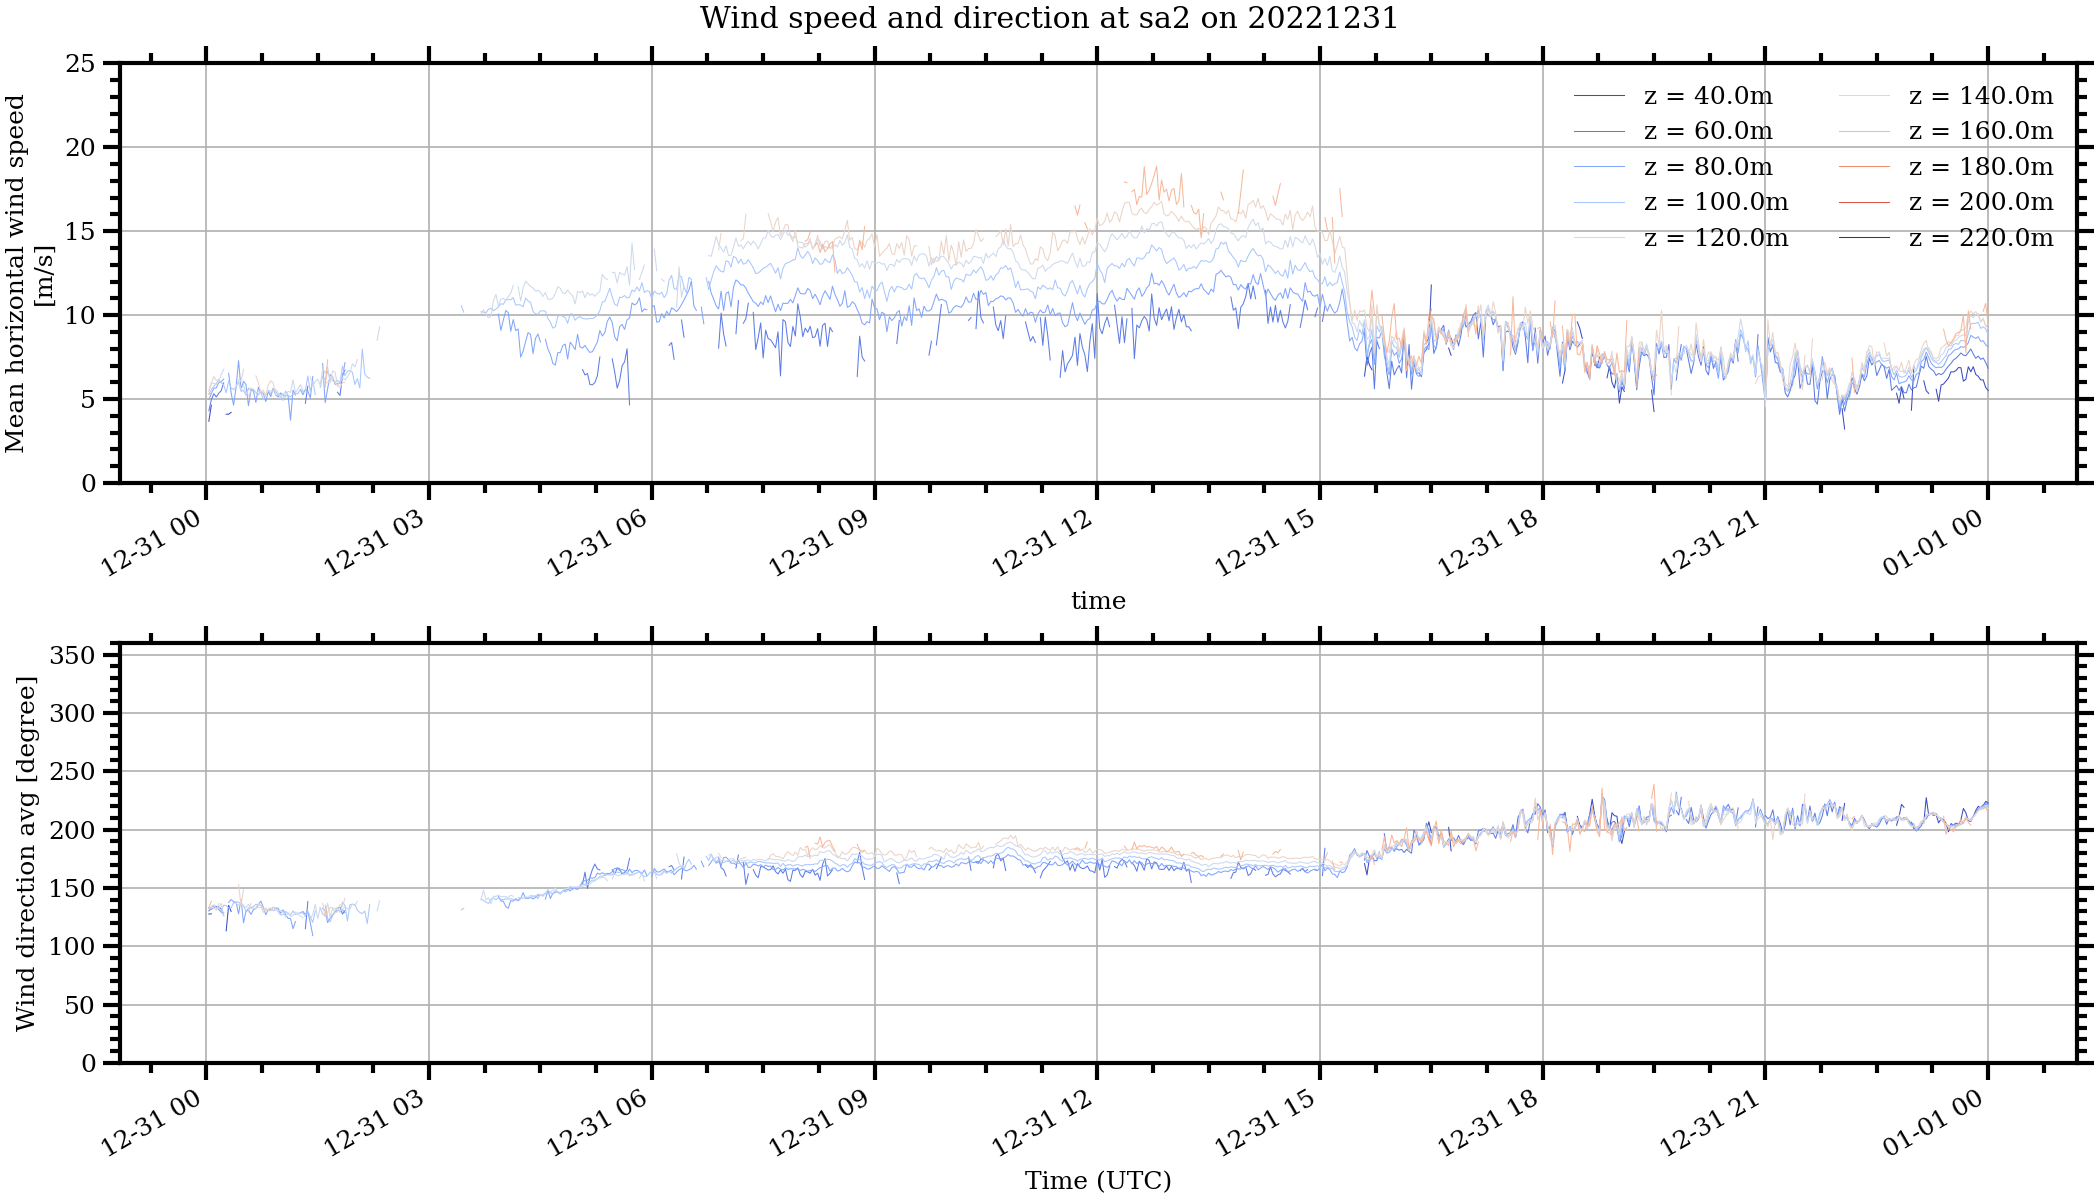 Wind speed and direction at sa2 on 20221231
Mean horizontal wind speed
[m/s]
25
20
15
10
5
0
z = 40.0m
z = 60.0m
z = 80.0m
z = 100.0m
z = 120.0m
z = 140.0m
z = 160.0m
z = 180.0m
z = 200.0m
z = 220.0m
12-31 00
12-31 03
12-31 06
12-31 09
12-31 12
12-31 15
12-31 18
12-31 21
01-01 00
time
Wind direction avg [degree]
350
300
250
200
150
100
50
0
12-31 00
12-31 03
12-31 06
12-31 09
12-31 12
12-31 15
12-31 18
12-31 21
01-01 00
Time (UTC)